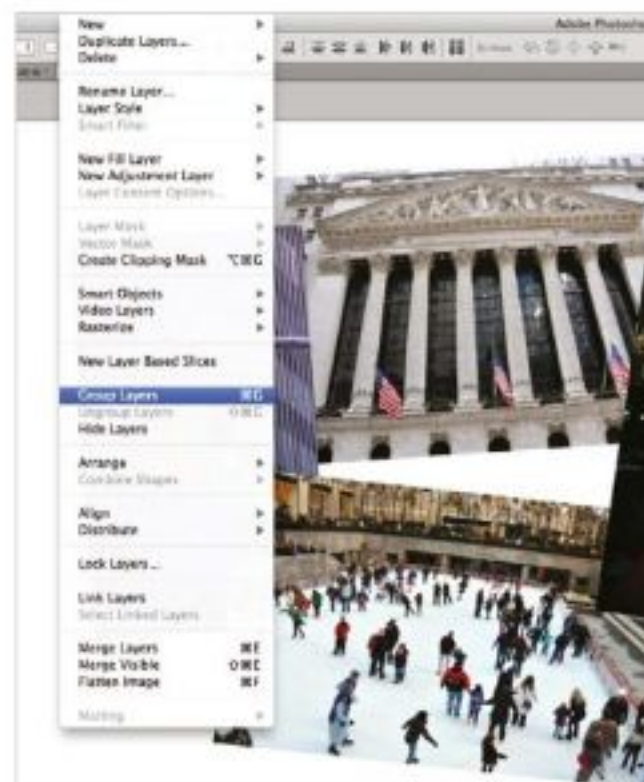 Adobe Photosho
New
Duplicate Layers...
Delete
Rename Layer...
Layer Style
Smart Filter
New Fill Layer
New Adjustment Layer
Layer Content Options...
Layer Mask
Vector Mask
Create Clipping Mask ⌥⌘G
Smart Objects
Video Layers
Rasterize
New Layer Based Slices
Group Layers ⌘G
Ungroup Layers ⇧⌘G
Hide Layers
Arrange
Combine Shapes
Align
Distribute
Lock Layers...
Link Layers
Select Linked Layers
Merge Layers ⌘E
Merge Visible ⇧⌘E
Flatten Image ⌘F
Matting